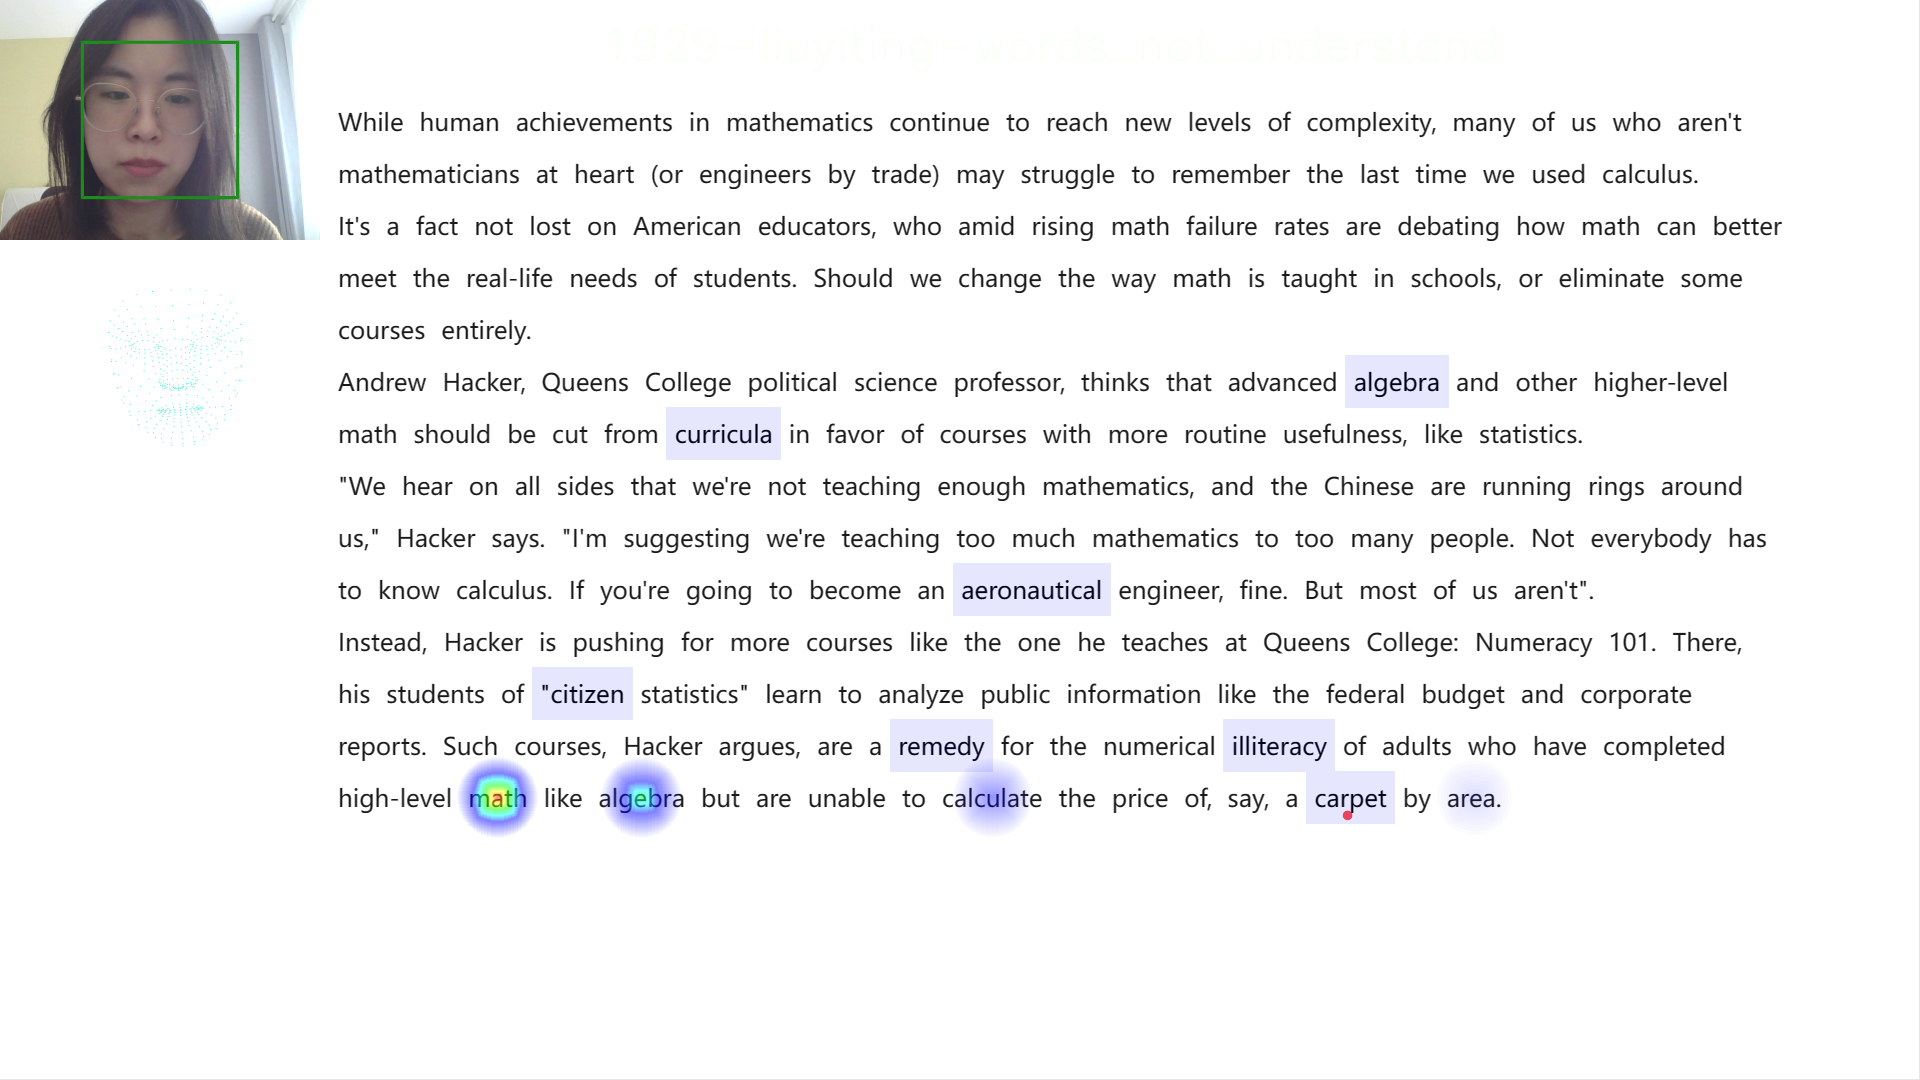 1929-liuyiting-words_not_understand
While human achievements in mathematics continue to reach new levels of complexity, many of us who aren't
mathematicians at heart (or engineers by trade) may struggle to remember the last time we used calculus.
It's a fact not lost on American educators, who amid rising math failure rates are debating how math can better
meet the real-life needs of students. Should we change the way math is taught in schools, or eliminate some
courses entirely.
Andrew Hacker, Queens College political science professor, thinks that advanced algebra and other higher-level
math should be cut from curricula in favor of courses with more routine usefulness, like statistics.
"We hear on all sides that we're not teaching enough mathematics, and the Chinese are running rings around
us," Hacker says. "I'm suggesting we're teaching too much mathematics to too many people. Not everybody has
to know calculus. If you're going to become an aeronautical engineer, fine. But most of us aren't".
Instead, Hacker is pushing for more courses like the one he teaches at Queens College: Numeracy 101. There,
his students of "citizen statistics" learn to analyze public information like the federal budget and corporate
reports. Such courses, Hacker argues, are a remedy for the numerical illiteracy of adults who have completed
high-level math like algebra but are unable to calculate the price of, say, a carpet by area.